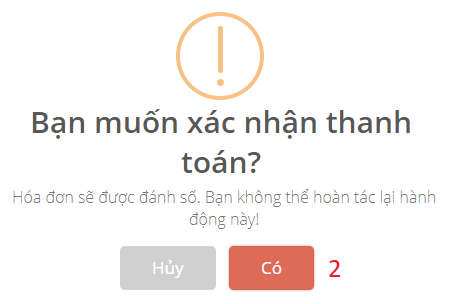 Bạn muốn xác nhận thanh
toán?
Hóa đơn sẽ được đánh số. Bạn không thể hoàn tác lại hành
động này!
Hủy Có 2